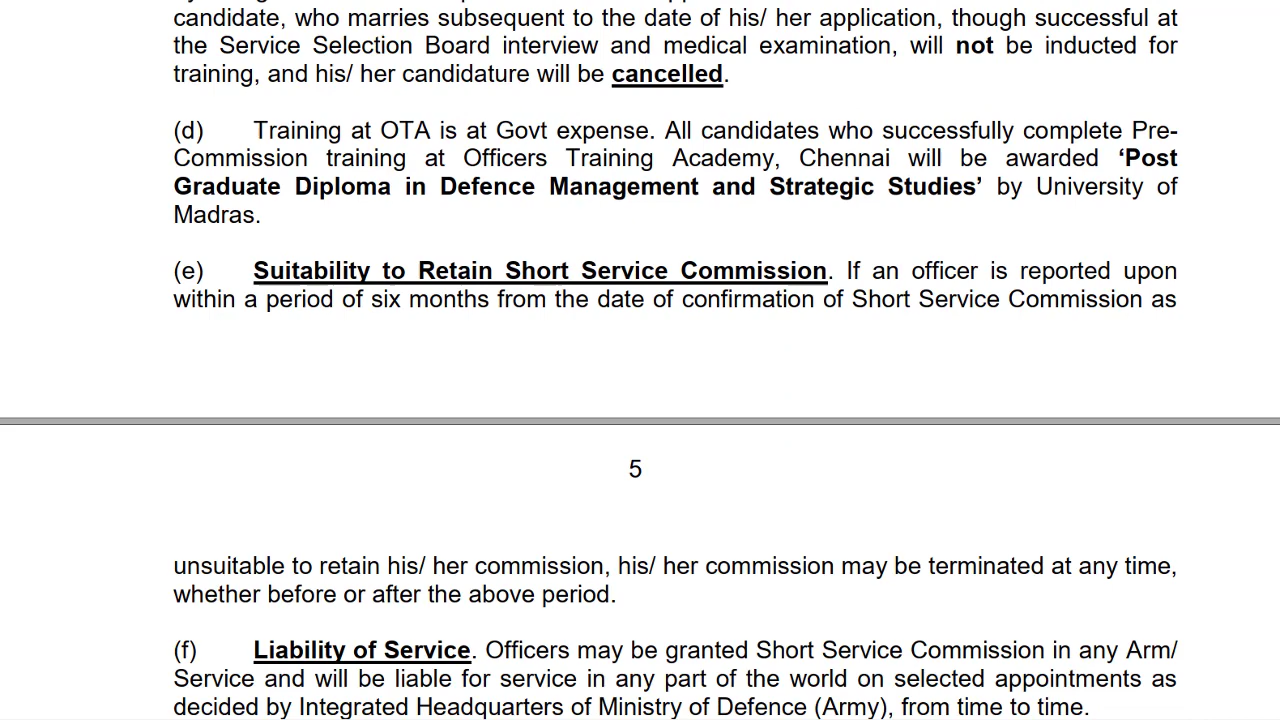 candidate, who marries subsequent to the date of his/ her application, though successful at
the Service Selection Board interview and medical examination, will not be inducted for
training, and his/ her candidature will be cancelled.
(d) Training at OTA is at Govt expense. All candidates who successfully complete Pre-
Commission training at Officers Training Academy, Chennai will be awarded ‘Post
Graduate Diploma in Defence Management and Strategic Studies’ by University of
Madras.
(e) Suitability to Retain Short Service Commission. If an officer is reported upon
within a period of six months from the date of confirmation of Short Service Commission as
5
unsuitable to retain his/ her commission, his/ her commission may be terminated at any time,
whether before or after the above period.
(f) Liability of Service. Officers may be granted Short Service Commission in any Arm/
Service and will be liable for service in any part of the world on selected appointments as
decided by Integrated Headquarters of Ministry of Defence (Army), from time to time.